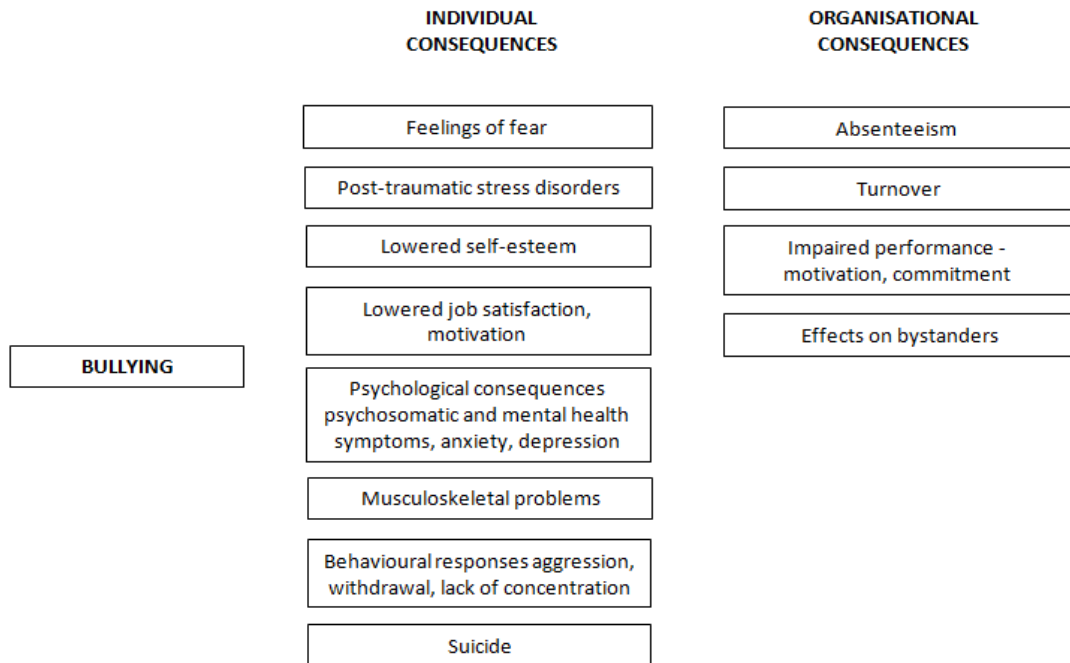 INDIVIDUAL
CONSEQUENCES
ORGANISATIONAL
CONSEQUENCES
BULLYING
Feelings of fear
Post-traumatic stress disorders
Lowered self-esteem
Lowered job satisfaction,
motivation
Psychological consequences
psychosomatic and mental health
symptoms, anxiety, depression
Musculoskeletal problems
Behavioural responses aggression,
withdrawal, lack of concentration
Suicide
Absenteeism
Turnover
Impaired performance -
motivation, commitment
Effects on bystanders